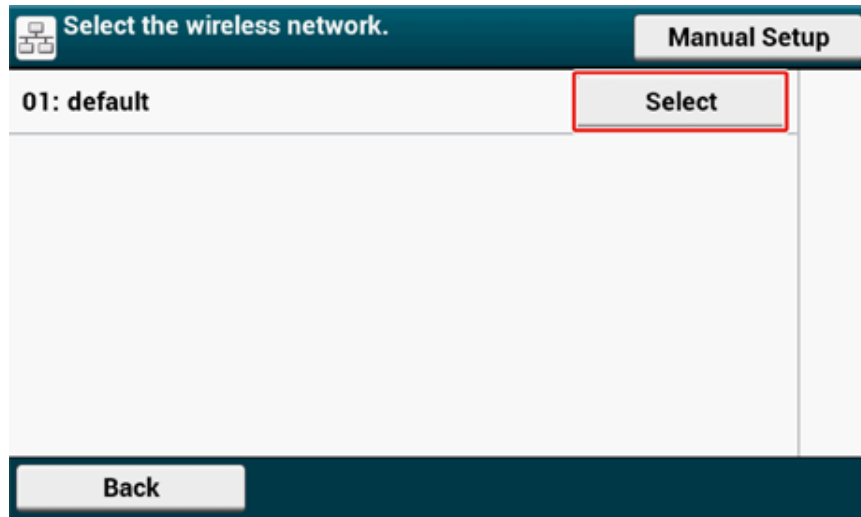 Select the wireless network.
Manual Setup
01: default
Select
Back